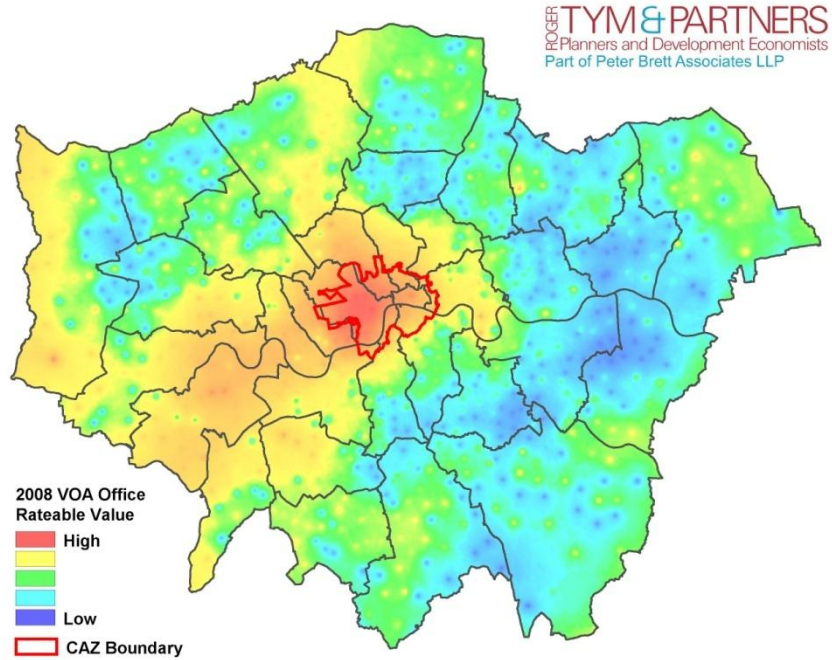 ROGER
TYM & PARTNERS
Planners and Development Economists
Part of Peter Brett Associates LLP
2008 VOA Office
Rateable Value
High
Low
CAZ Boundary